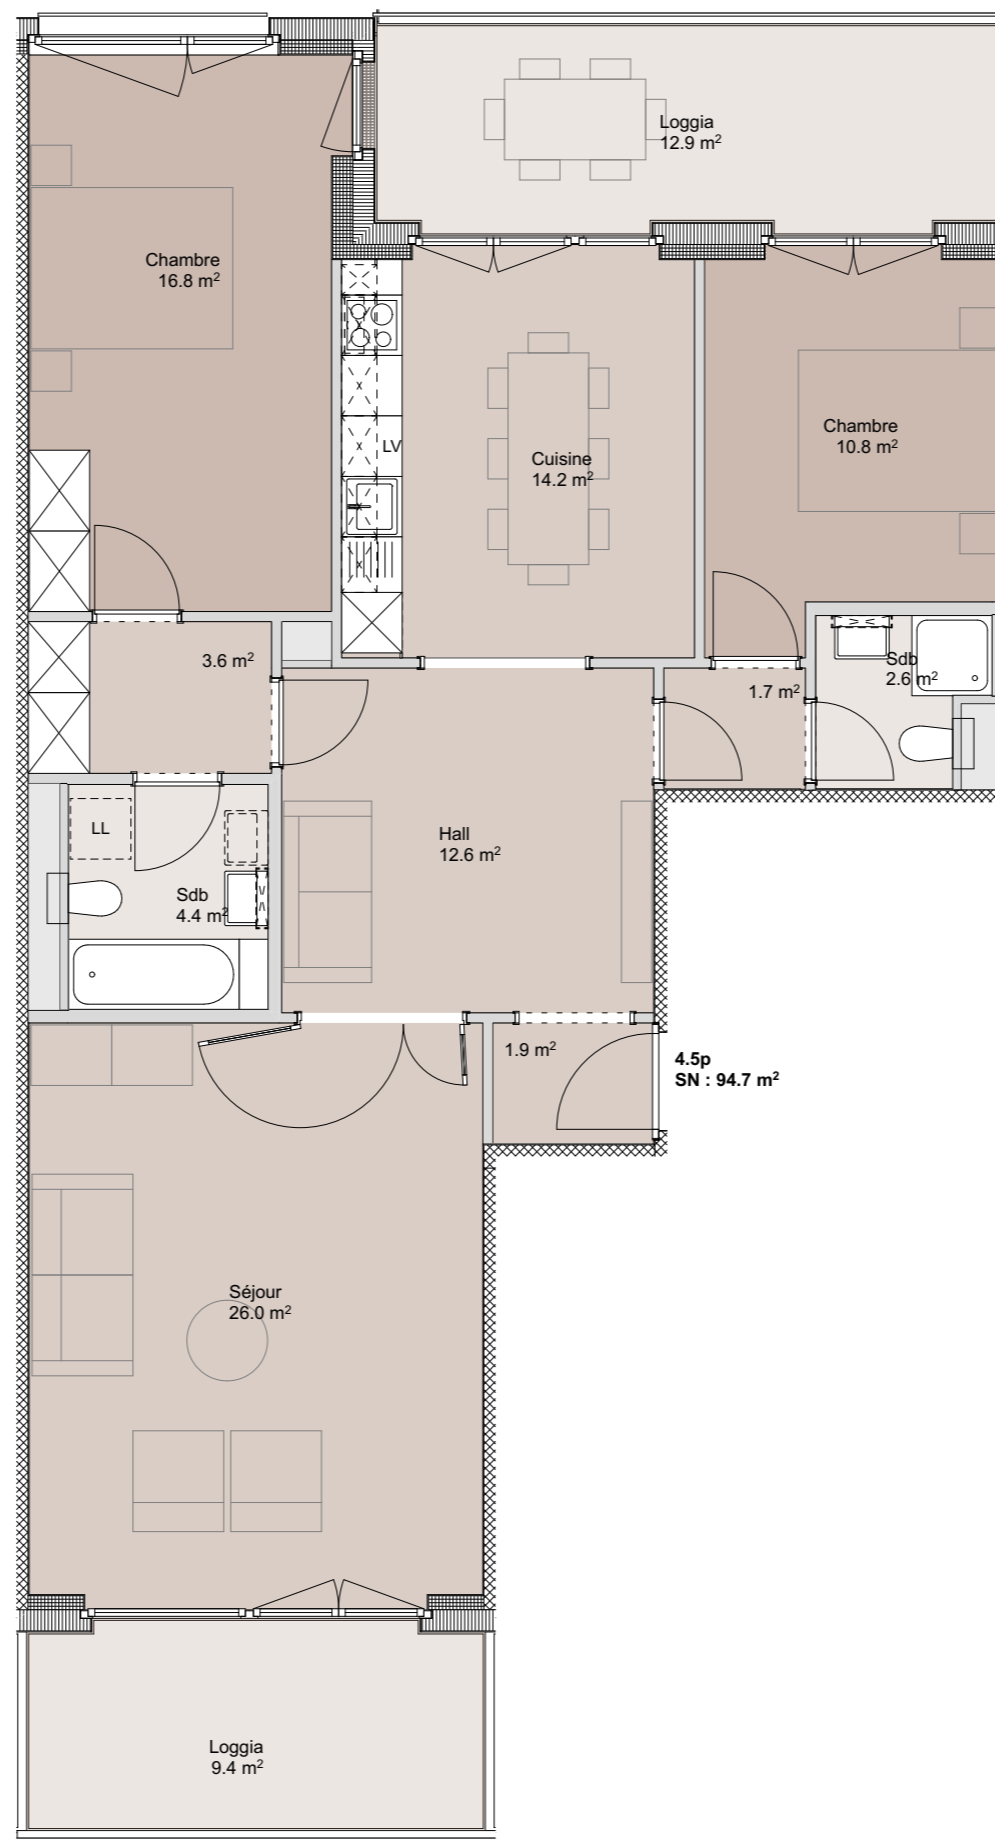 Loggia
12.9 m²
Chambre
16.8 m²
Chambre
10.8 m²
LV
Cuisine
14.2 m²
3.6 m²
Sdb
2.6 m²
1.7 m²
LL
Hall
12.6 m²
Sdb
4.4 m²
1.9 m²
4.5p
SN : 94.7 m²
Séjour
26.0 m²
Loggia
9.4 m²